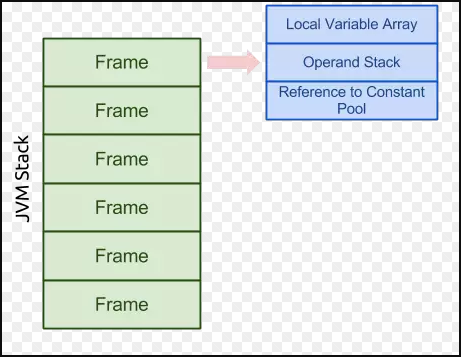 JVM Stack
Frame
Frame
Frame
Frame
Frame
Frame
Local Variable Array
Operand Stack
Reference to Constant
Pool